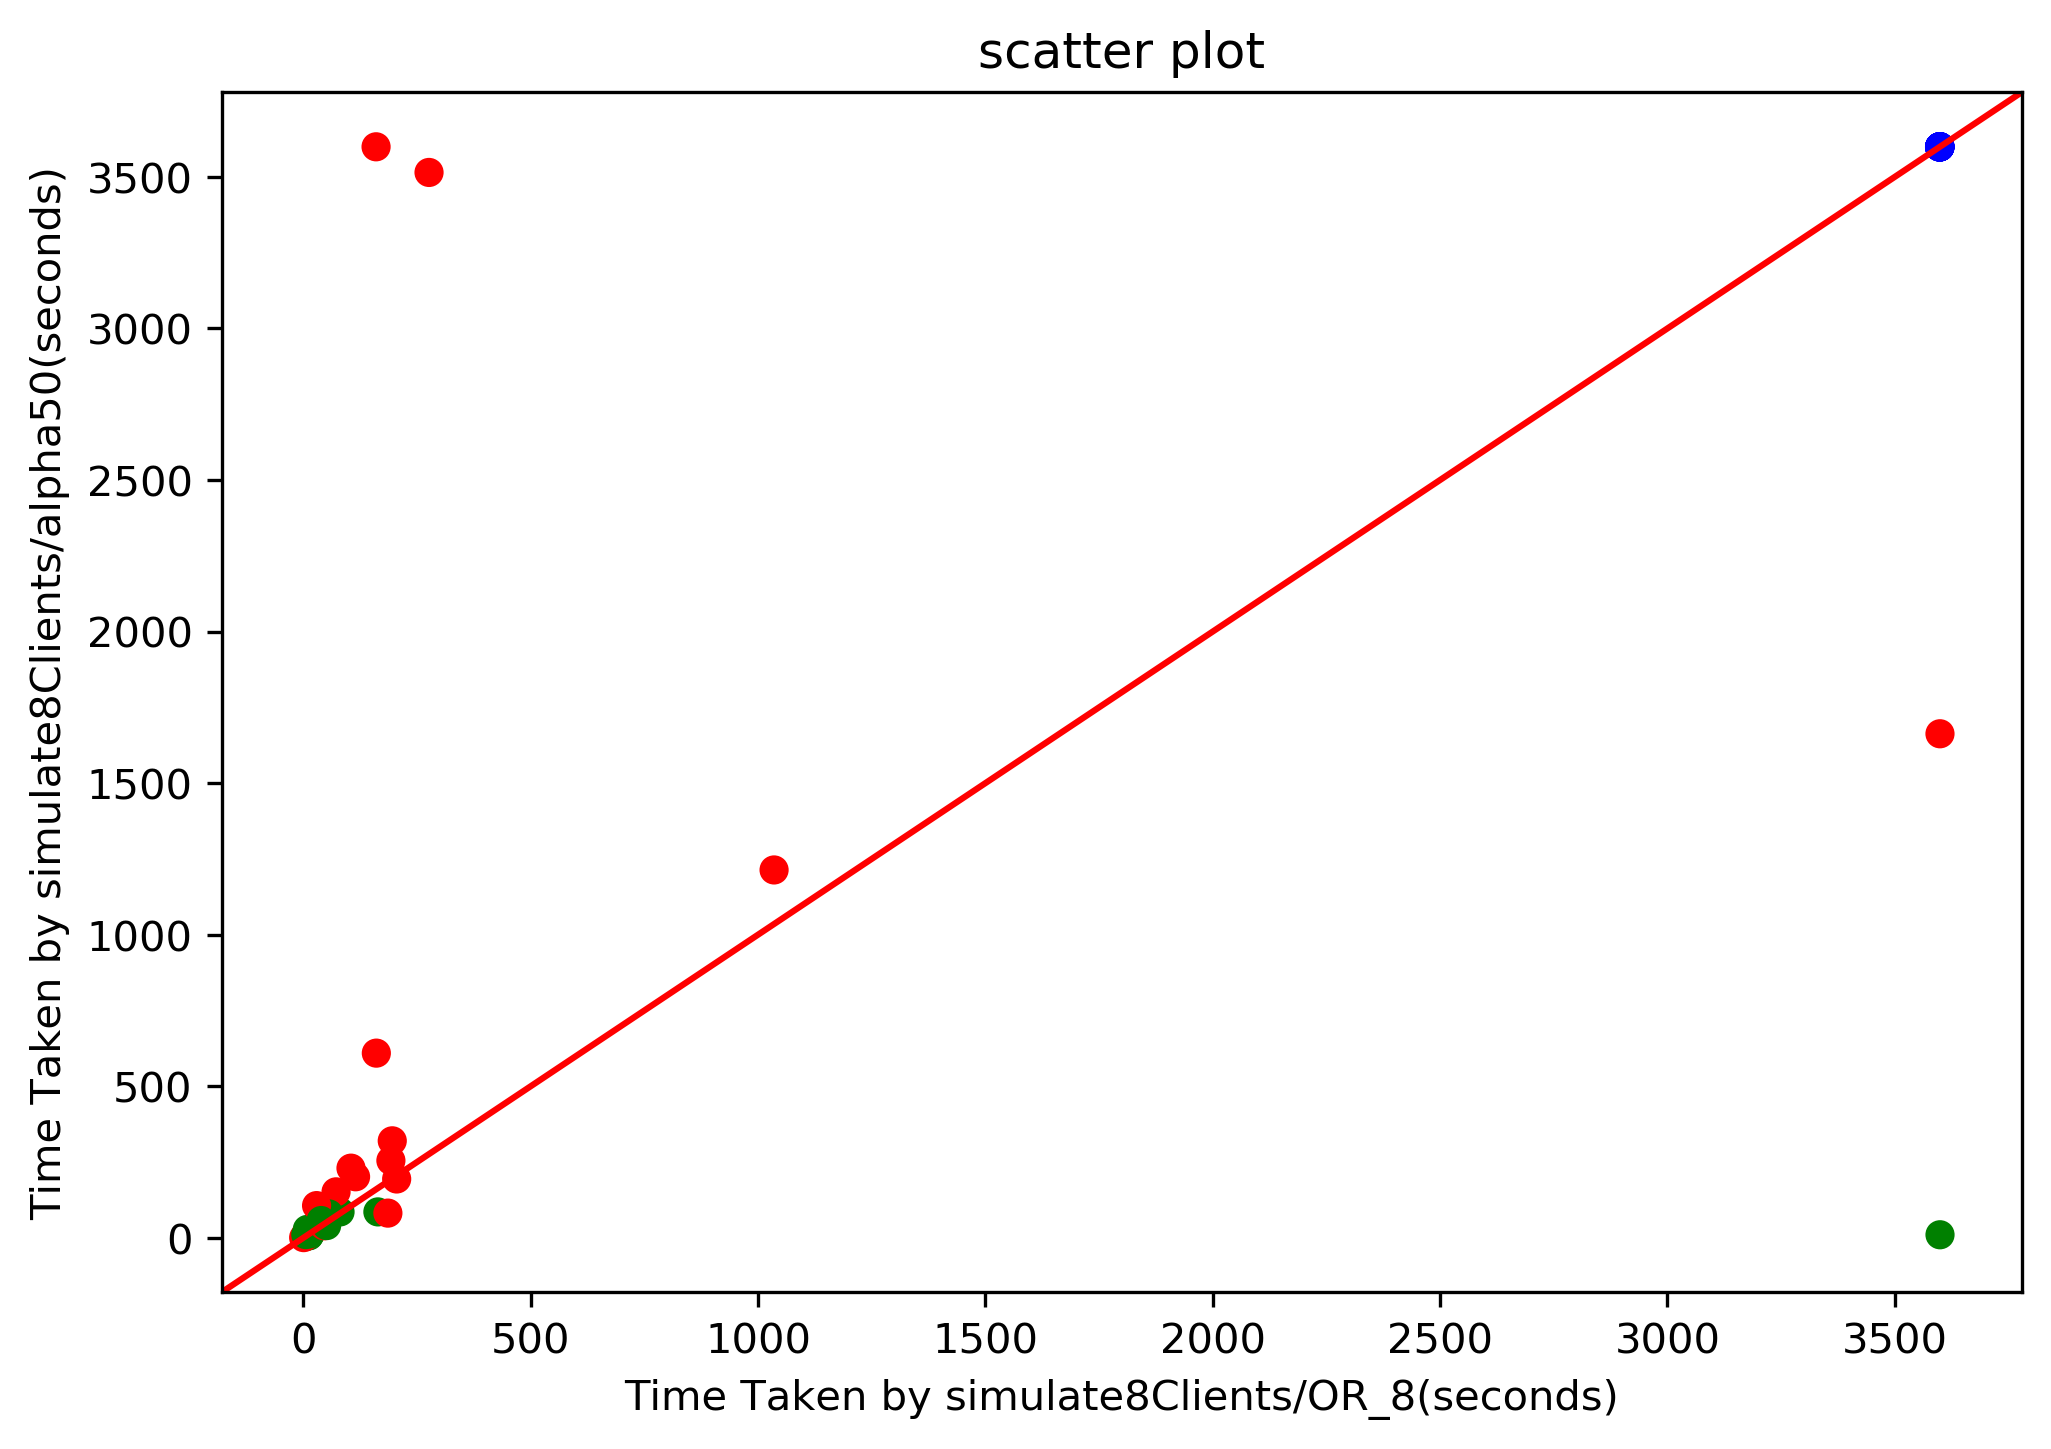 scatter plot
Time Taken by simulate8Clients/alpha50(seconds)
3500
3000
2500
2000
1500
1000
500
0
0 500 1000 1500 2000 2500 3000 3500
Time Taken by simulate8Clients/OR_8(seconds)